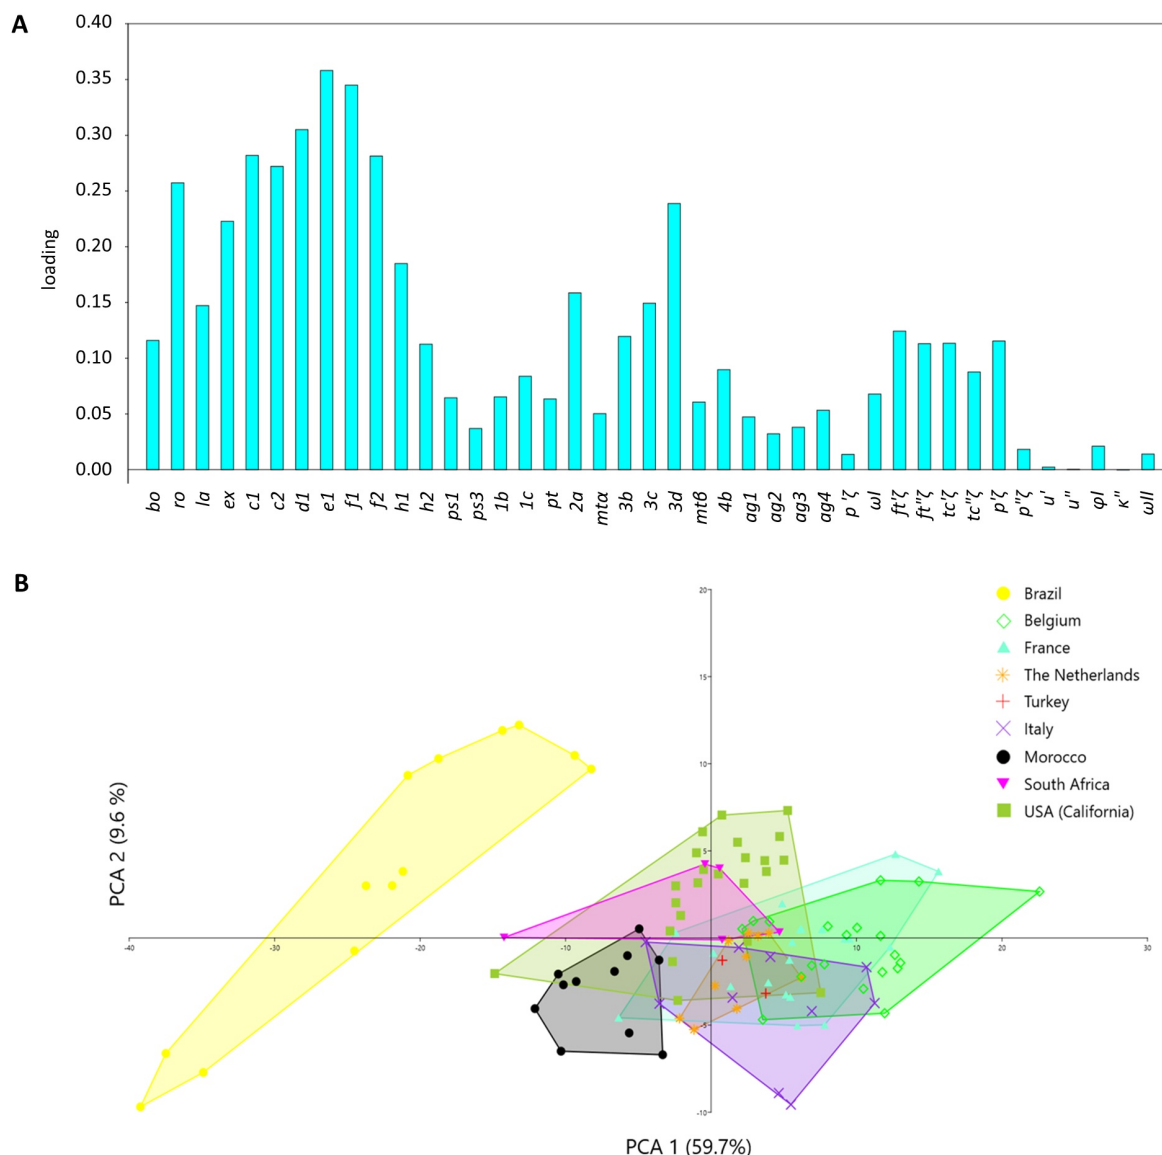 A
0.40
0.35
0.30
0.25
0.20
0.15
0.10
0.05
0.00
loading
bo ro la ex c1 c2 d1 e1 f1 f2 h1 h2 ps1 ps3 1b 1c pt 2a mtα 3b 3c 3d mtβ 4b ag1 ag2 ag3 ag4 p'ζ ωI ft'ζ ft"ζ tc'ζ tc"ζ p'ζ p"ζ u' u" φI κ" ωII
B
20
15
10
5
-5
-10
-40 -30 -20 -10 10 20 30
PCA 2 (9.6 %)
PCA 1 (59.7%)
Brazil
Belgium
France
The Netherlands
Turkey
Italy
Morocco
South Africa
USA (California)